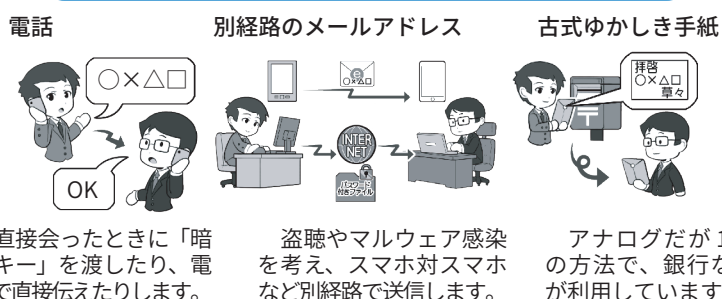 電話
別経路のメールアドレス
古式ゆかしき手紙
○×△□
OK
e
○×△□
INTER
NET
パスワード
付きファイル
拝啓
○×△□
草々
〒
直接会ったときに「暗
キー」を渡したり、電
で直接伝えたりします。
盗聴やマルウェア感染
を考え、スマホ対スマホ
など別経路で送信します。
アナログだが1
の方法で、銀行な
が利用しています